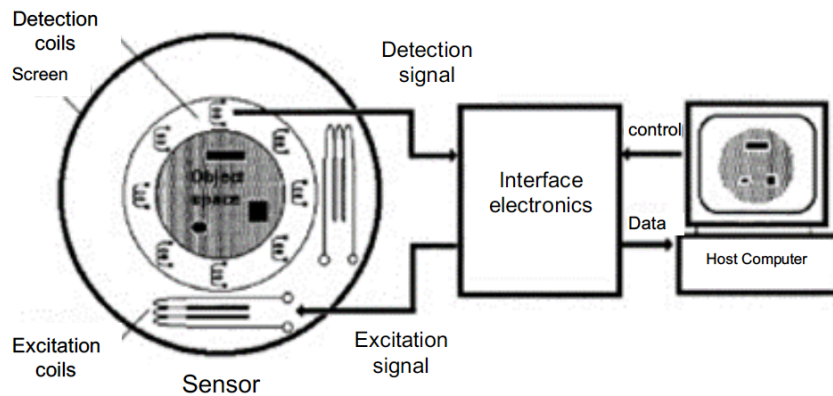 Detection
coils
Screen
Object
space
Excitation
coils
Sensor
Detection
signal
Excitation
signal
Interface
electronics
control
Data
Host Computer